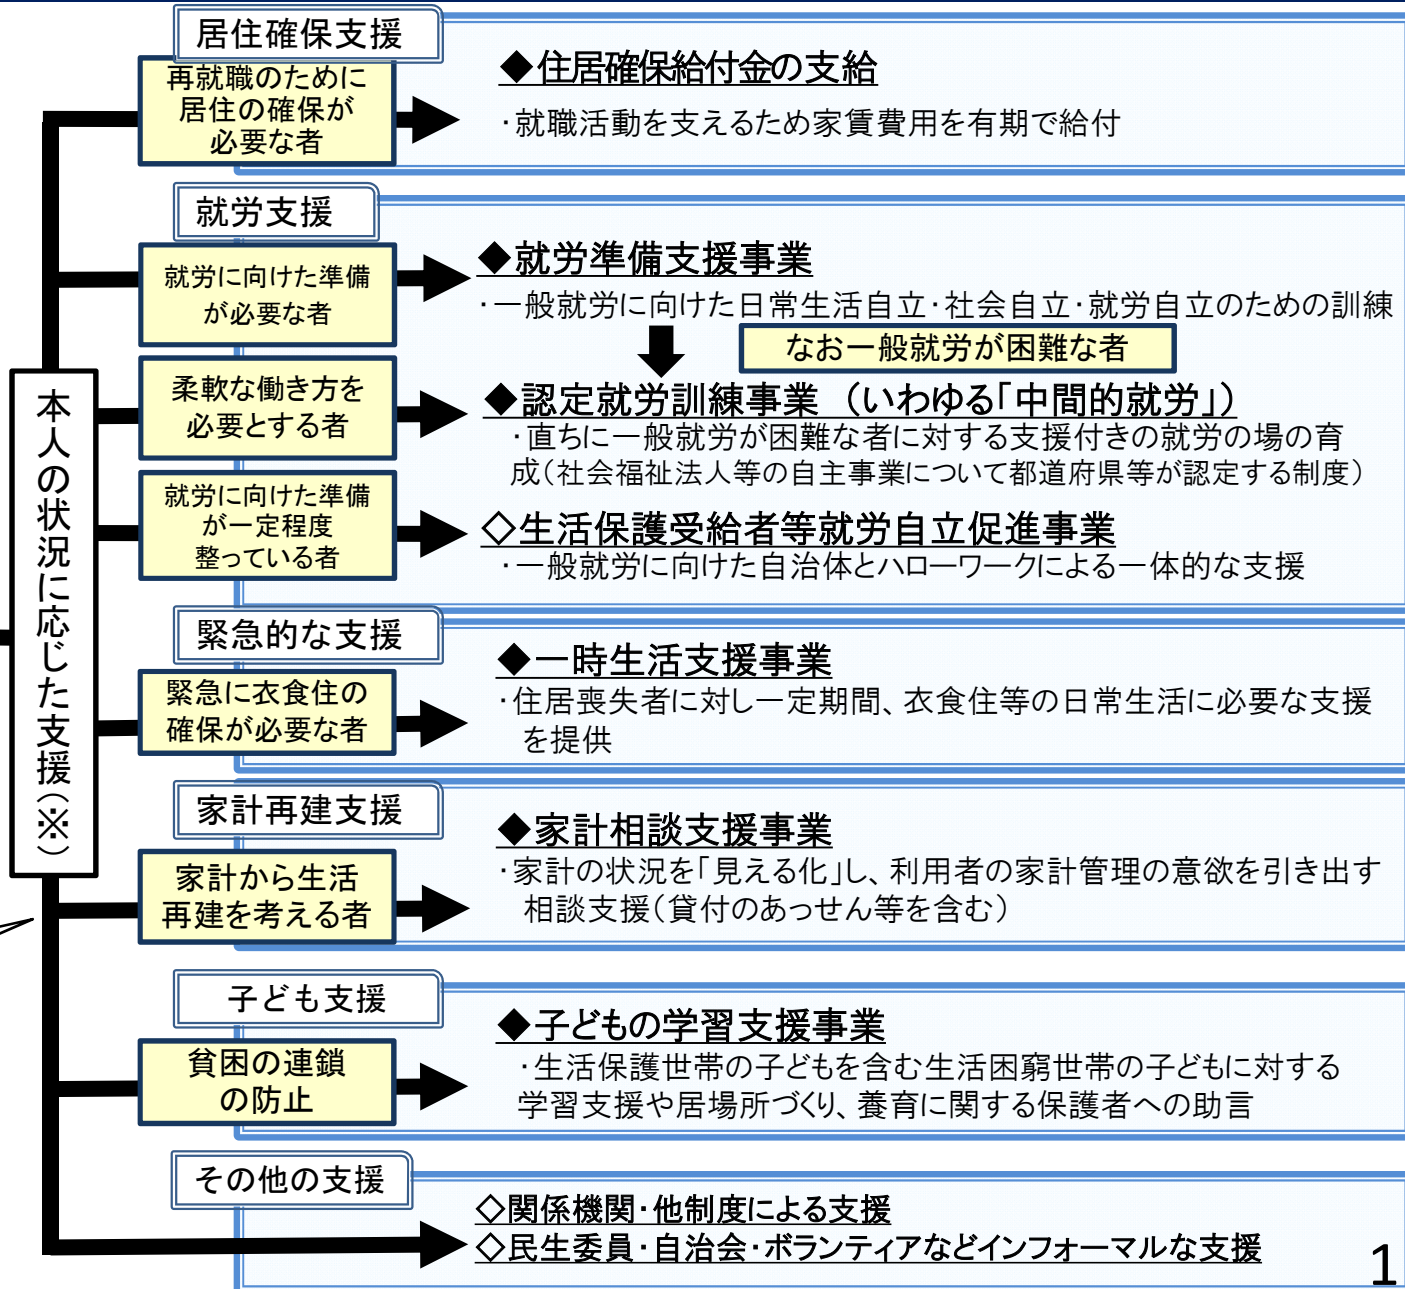 本人の状況に応じた支援(※)
居住確保支援
再就職のために
居住の確保が
必要な者
◆住居確保給付金の支給
・就職活動を支えるため家賃費用を有期で給付
就労支援
就労に向けた準備
が必要な者
◆就労準備支援事業
・一般就労に向けた日常生活自立・社会自立・就労自立のための訓練
なお一般就労が困難な者
柔軟な働き方を
必要とする者
◆認定就労訓練事業 (いわゆる「中間的就労」)
・直ちに一般就労が困難な者に対する支援付きの就労の場の育
成(社会福祉法人等の自主事業について都道府県等が認定する制度)
就労に向けた準備
が一定程度
整っている者
◇生活保護受給者等就労自立促進事業
・一般就労に向けた自治体とハローワークによる一体的な支援
緊急的な支援
緊急に衣食住の
確保が必要な者
◆一時生活支援事業
・住居喪失者に対し一定期間、衣食住等の日常生活に必要な支援
を提供
家計再建支援
家計から生活
再建を考える者
◆家計相談支援事業
・家計の状況を「見える化」し、利用者の家計管理の意欲を引き出す
相談支援(貸付のあっせん等を含む)
子ども支援
貧困の連鎖
の防止
◆子どもの学習支援事業
・生活保護世帯の子どもを含む生活困窮世帯の子どもに対する
学習支援や居場所づくり、養育に関する保護者への助言
その他の支援
◇関係機関・他制度による支援
◇民生委員・自治会・ボランティアなどインフォーマルな支援
1